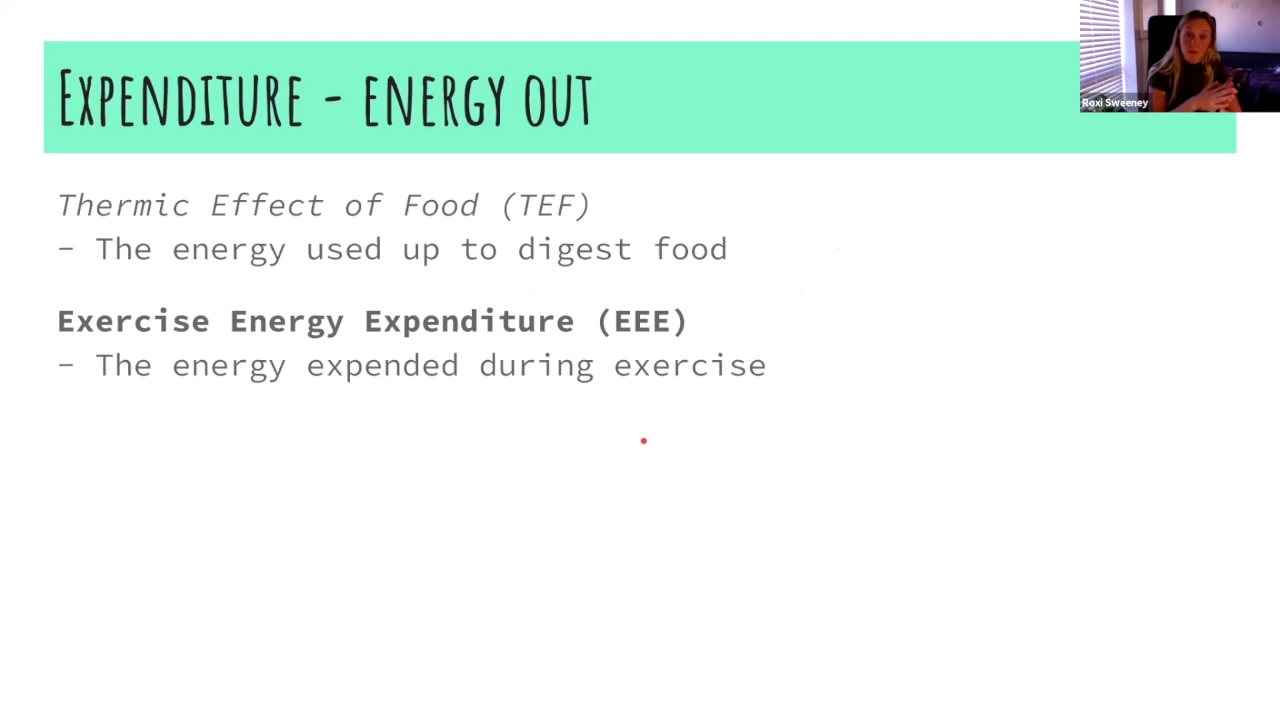 EXPENDITURE - ENERGY OUT
Roxi Sweeney
Thermic Effect of Food (TEF)
- The energy used up to digest food
Exercise Energy Expenditure (EEE)
- The energy expended during exercise